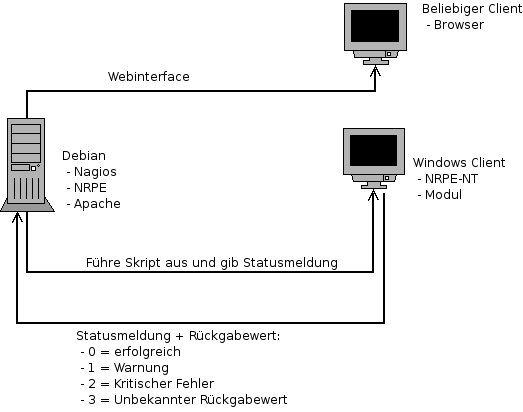 Beliebiger Client
- Browser
Webinterface
Debian
- Nagios
- NRPE
- Apache
Windows Client
- NRPE-NT
- Modul
Führe Skript aus und gib Statusmeldung
Statusmeldung + Rückgabewert:
- 0 = erfolgreich
- 1 = Warnung
- 2 = Kritischer Fehler
- 3 = Unbekannter Rückgabewert